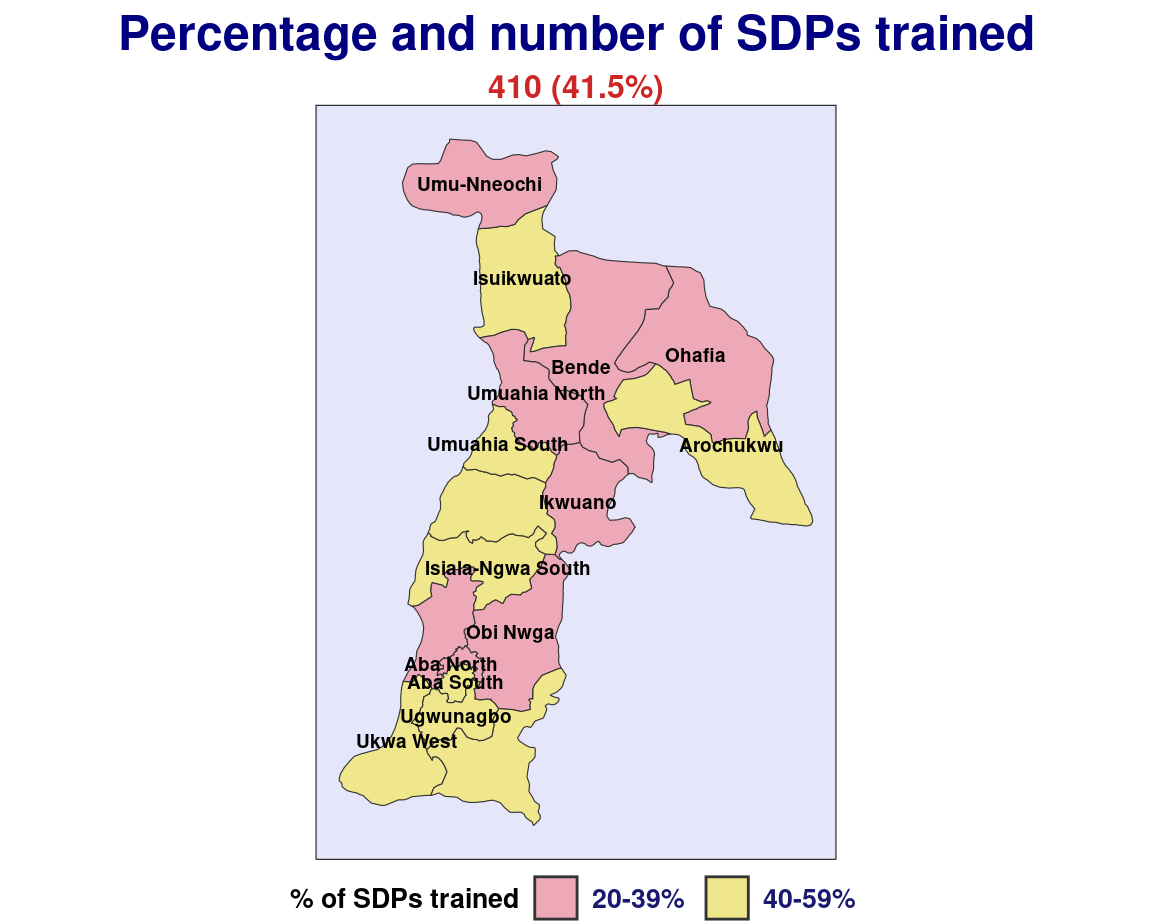 Percentage and number of SDPs trained
410 (41.5%)
Umu-Nneochi
Isuikwuato
Ohafia
Bende
Umuahia North
Umuahia South
Arochukwu
Ikwuano
Isiala-Ngwa South
Obi Nwga
Aba North
Aba South
Ugwunagbo
Ukwa West
% of SDPs trained 20-39% 40-59%